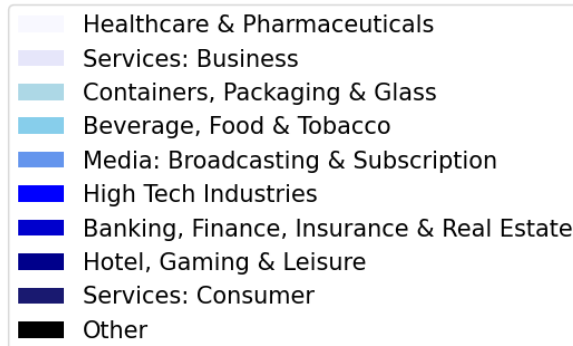 Healthcare & Pharmaceuticals
Services: Business
Containers, Packaging & Glass
Beverage, Food & Tobacco
Media: Broadcasting & Subscription
High Tech Industries
Banking, Finance, Insurance & Real Estate
Hotel, Gaming & Leisure
Services: Consumer
Other